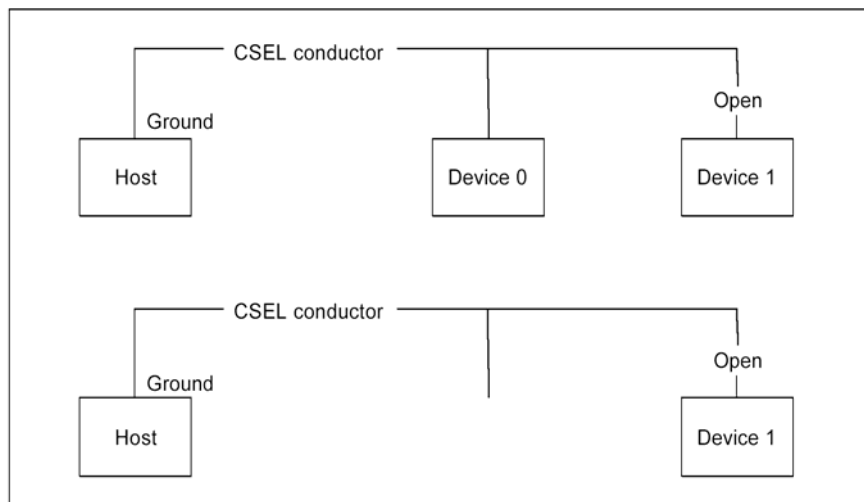 CSEL conductor
Open
Ground
Host
Device 0
Device 1
CSEL conductor
Open
Ground
Host
Device 1